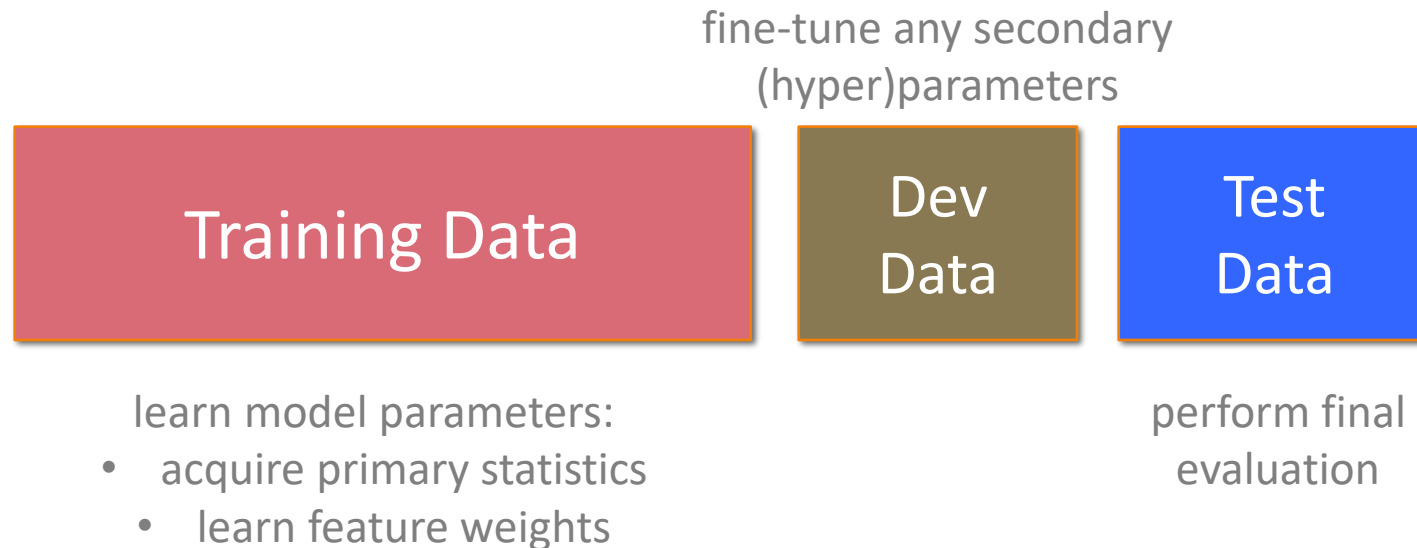 fine-tune any secondary
(hyper)parameters
Training Data
Dev
Data
Test
Data
learn model parameters:
• acquire primary statistics
• learn feature weights
perform final
evaluation